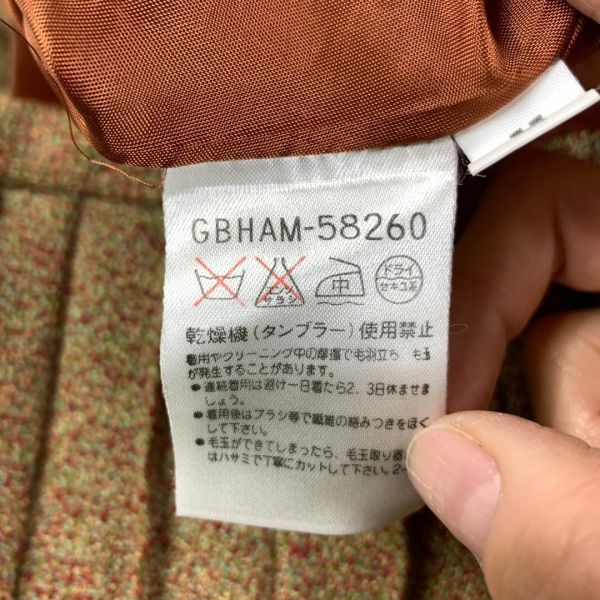 GBHAM-58260
エンソ
サラシ
中
ドライ
セキユ系
乾燥機(タンブラー)使用禁止
着用やクリーニング中の摩擦で毛羽立ち 毛玉
が発生することがあります。
● 連続着用は避け一日着たら2、3日休ませま
しょう。
● 着用後はブラシ等で繊維の絡みつきをほぐ
して下さい。
● 毛玉ができてしまったら、毛玉取り器
はハサミで丁寧にカットして下さい。2-